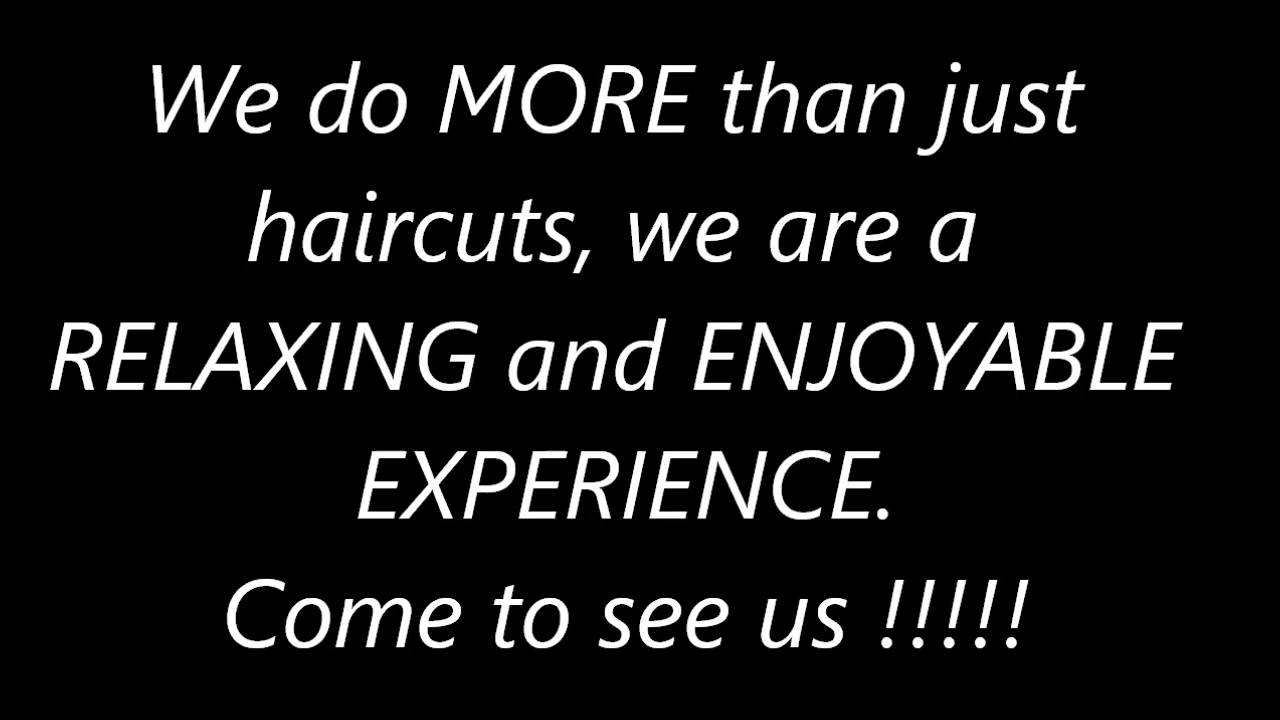 We do MORE than just
haircuts, we are a
RELAXING and ENJOYABLE
EXPERIENCE.
Come to see us !!!!!